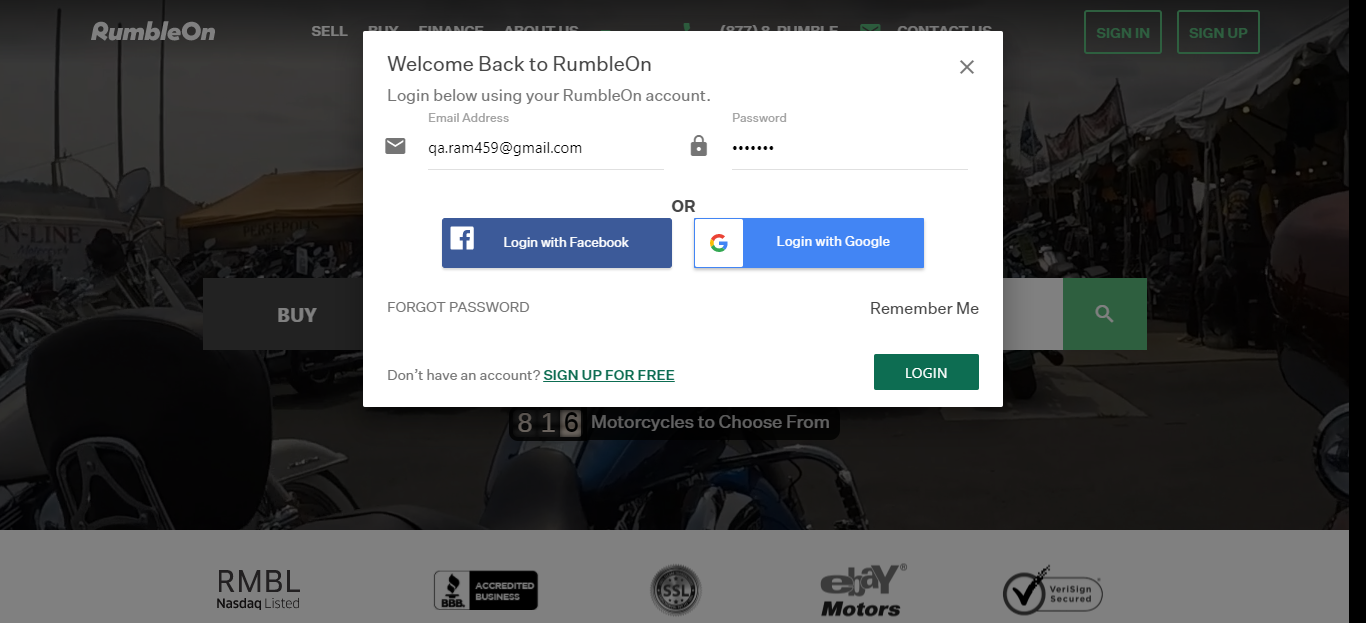 RumbleOn
SELL BUY FINANCE ABOUT US (877) 8-RUMBLE CONTACT US SIGN IN SIGN UP
Welcome Back to RumbleOn
Login below using your RumbleOn account.
Email Address Password
qa.ram459@gmail.com •••••••
OR
Login with Facebook Login with Google
BUY
FORGOT PASSWORD Remember Me
Don't have an account? SIGN UP FOR FREE LOGIN
816 Motorcycles to Choose From
RMBL
Nasdaq Listed
BBB. ACCREDITED
BUSINESS
SSL
ebay®
Motors
VeriSign
Secured